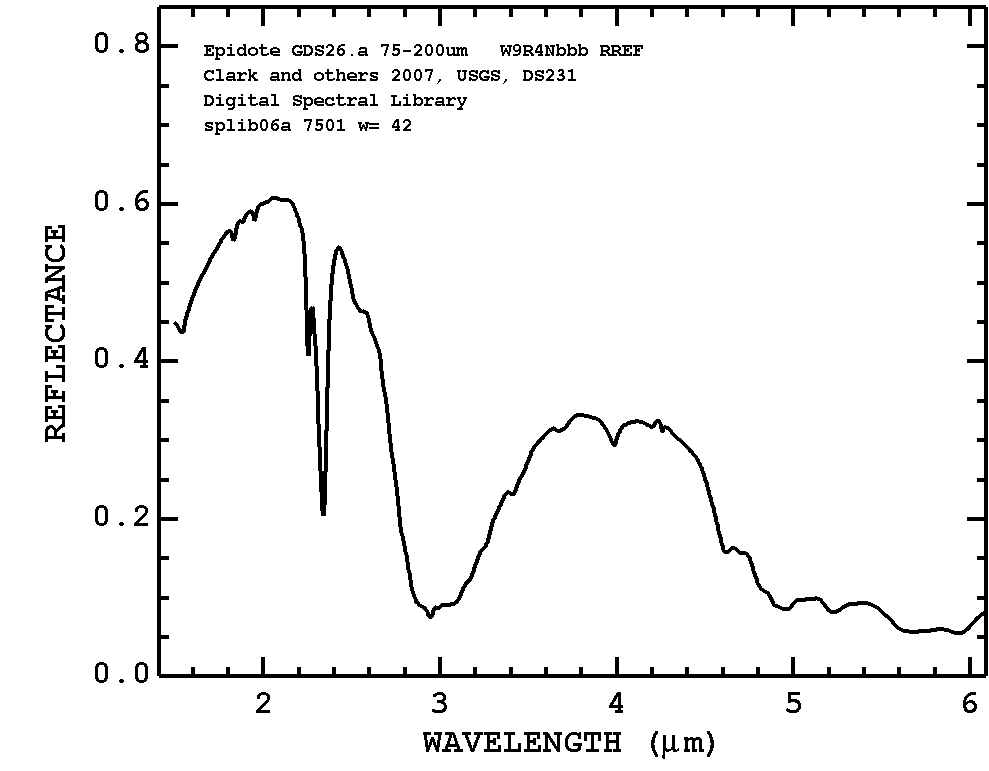 0.8
Epidote GDS26.a 75-200um W9R4Nbbb RREF
Clark and others 2007, USGS, DS231
Digital Spectral Library
splib06a 7501 w= 42
0.6
0.4
0.2
0.0
REFLECTANCE
2 3 4 5 6
WAVELENGTH (μm)